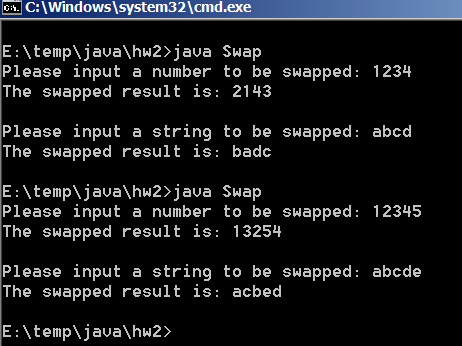 C:\Windows\system32\cmd.exe
E:\temp\java\hw2>java Swap
Please input a number to be swapped: 1234
The swapped result is: 2143
Please input a string to be swapped: abcd
The swapped result is: badc
E:\temp\java\hw2>java Swap
Please input a number to be swapped: 12345
The swapped result is: 13254
Please input a string to be swapped: abcde
The swapped result is: acbed
E:\temp\java\hw2>